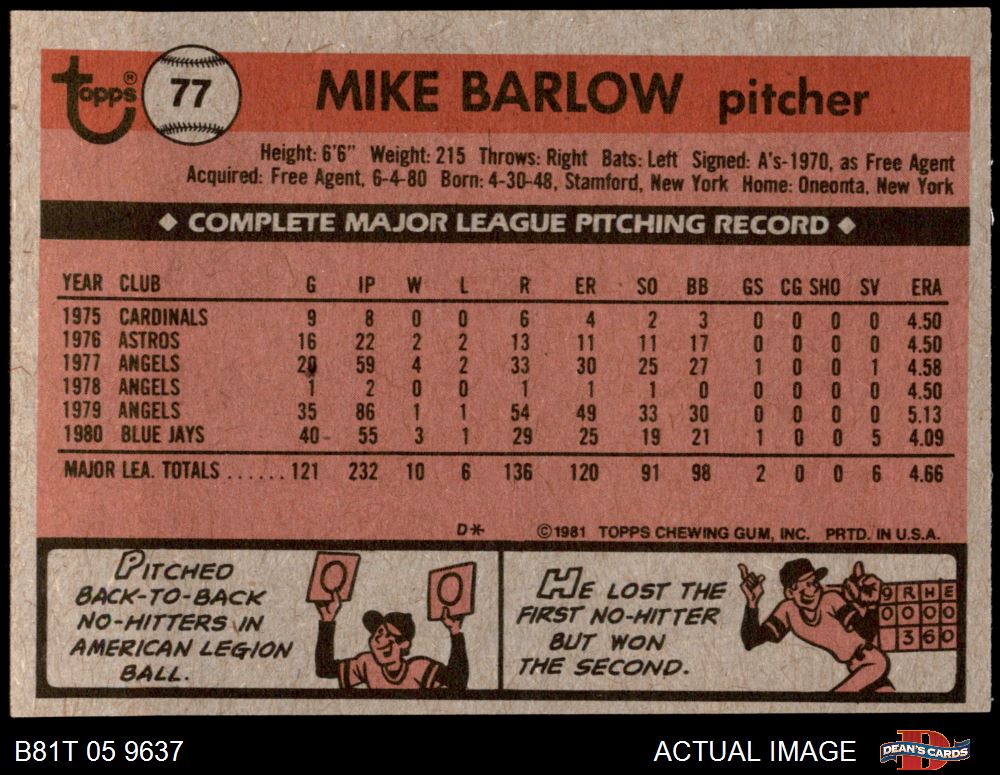 topps®
77
MIKE BARLOW pitcher
Height: 6'6" Weight: 215 Throws: Right Bats: Left Signed: A's-1970, as Free Agent
Acquired: Free Agent, 6-4-80 Born: 4-30-48, Stamford, New York Home: Oneonta, New York
◆ COMPLETE MAJOR LEAGUE PITCHING RECORD ◆
YEAR CLUB G IP W L R ER SO BB GS CG SHO SV ERA
1975 CARDINALS 9 8 0 0 6 4 2 3 0 0 0 0 4.50
1976 ASTROS 16 22 2 2 13 11 11 17 0 0 0 0 4.50
1977 ANGELS 20 59 4 2 33 30 25 27 1 0 0 1 4.58
1978 ANGELS 1 2 0 0 1 1 1 0 0 0 0 0 4.50
1979 ANGELS 35 86 1 1 54 49 33 30 0 0 0 0 5.13
1980 BLUE JAYS 40 55 3 1 29 25 19 21 1 0 0 5 4.09
MAJOR LEA. TOTALS ...... 121 232 10 6 136 120 91 98 2 0 0 6 4.66
D* ©1981 TOPPS CHEWING GUM, INC. PRTD. IN U.S.A.
PITCHED
BACK-TO-BACK
NO-HITTERS IN
AMERICAN LEGION
BALL.
0 0
HE LOST THE
FIRST NO-HITTER
BUT WON
THE SECOND.
9 R H E
0 0 0 0
3 6 0
B81T 05 9637
ACTUAL IMAGE
D
DEAN'S CARDS